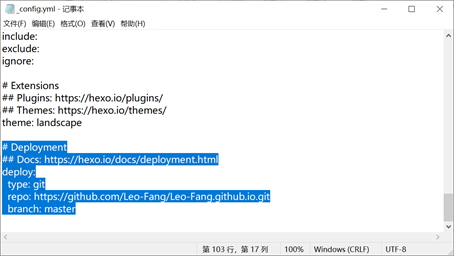 _config.yml - 记事本
文件(F) 编辑(E) 格式(O) 查看(V) 帮助(H)
include:
exclude:
ignore:
# Extensions
## Plugins: https://hexo.io/plugins/
## Themes: https://hexo.io/themes/
theme: landscape
# Deployment
## Docs: https://hexo.io/docs/deployment.html
deploy:
  type: git
  repo: https://github.com/Leo-Fang/Leo-Fang.github.io.git
  branch: master
第 103 行，第 17 列 100% Windows (CRLF) UTF-8